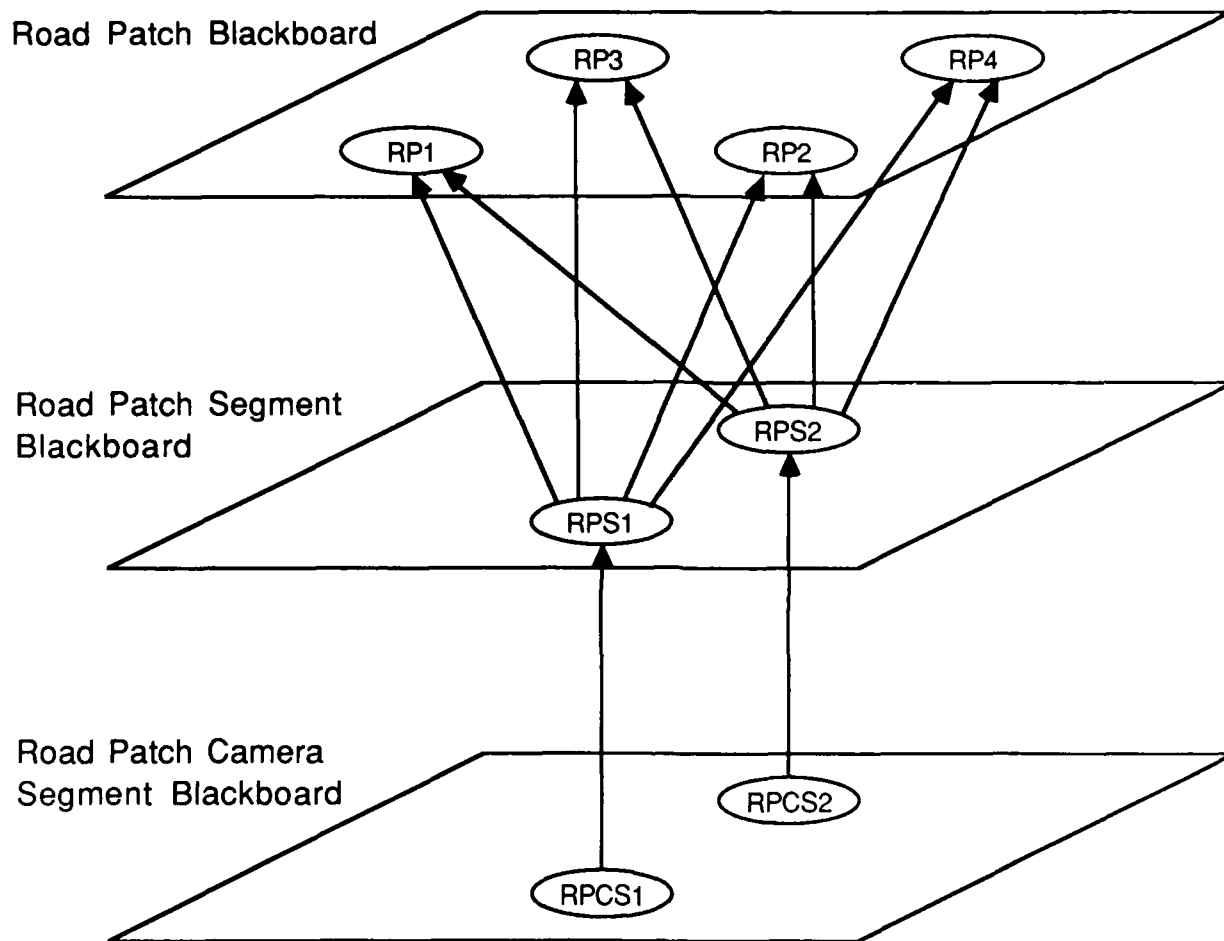 Road Patch Blackboard
RP3
RP4
RP1
RP2
Road Patch Segment
Blackboard
RPS2
RPS1
Road Patch Camera
Segment Blackboard
RPCS2
RPCS1